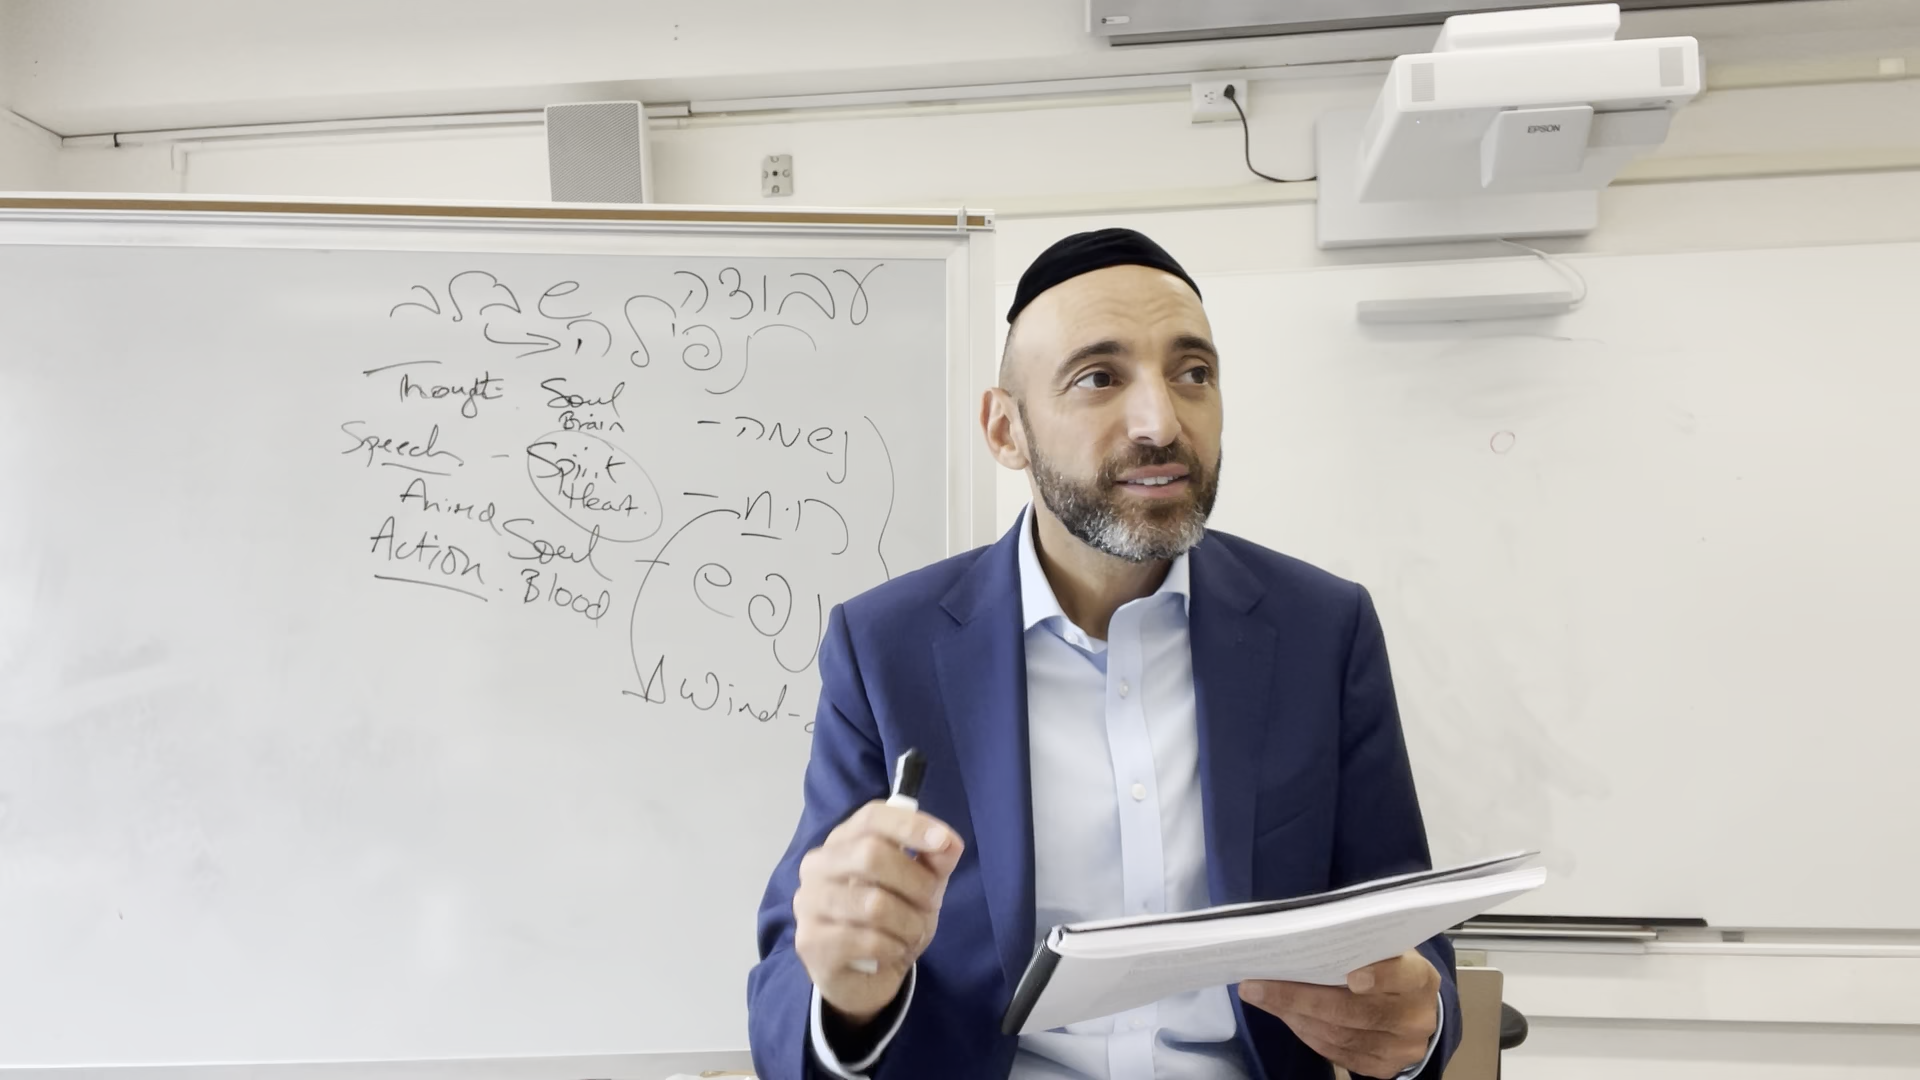 EPSON
עבודה שבלב
תפילה
Thought Soul
Brain - נשמה
Speech - Spirit
Heart. - רוח
Animal Soul - נפש
Action. Blood
Wind-